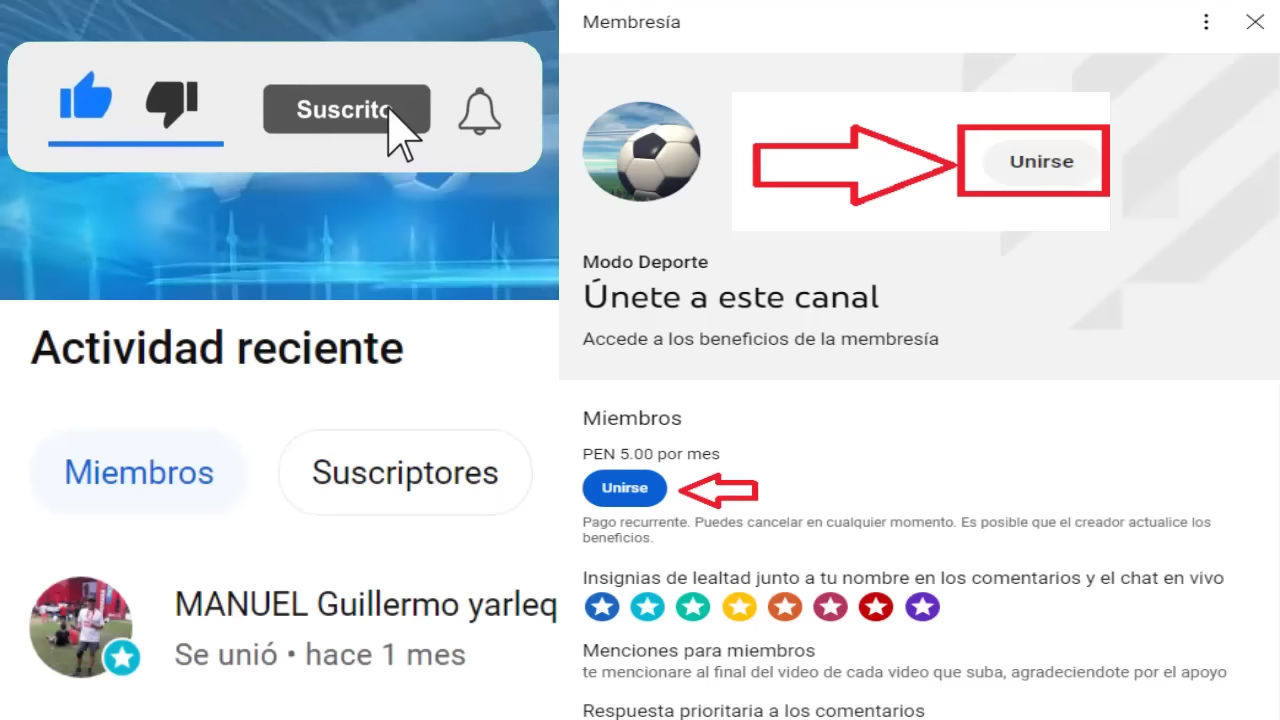 Suscrito
Actividad reciente
Miembros
Suscriptores
MANUEL Guillermo yarleq
Se unió • hace 1 mes
Membresía
Unirse
Modo Deporte
Únete a este canal
Accede a los beneficios de la membresía
Miembros
PEN 5.00 por mes
Unirse
Pago recurrente. Puedes cancelar en cualquier momento. Es posible que el creador actualice los
beneficios.
Insignias de lealtad junto a tu nombre en los comentarios y el chat en vivo
Menciones para miembros
te mencionare al final del video de cada video que suba, agradeciendote por el apoyo
Respuesta prioritaria a los comentarios